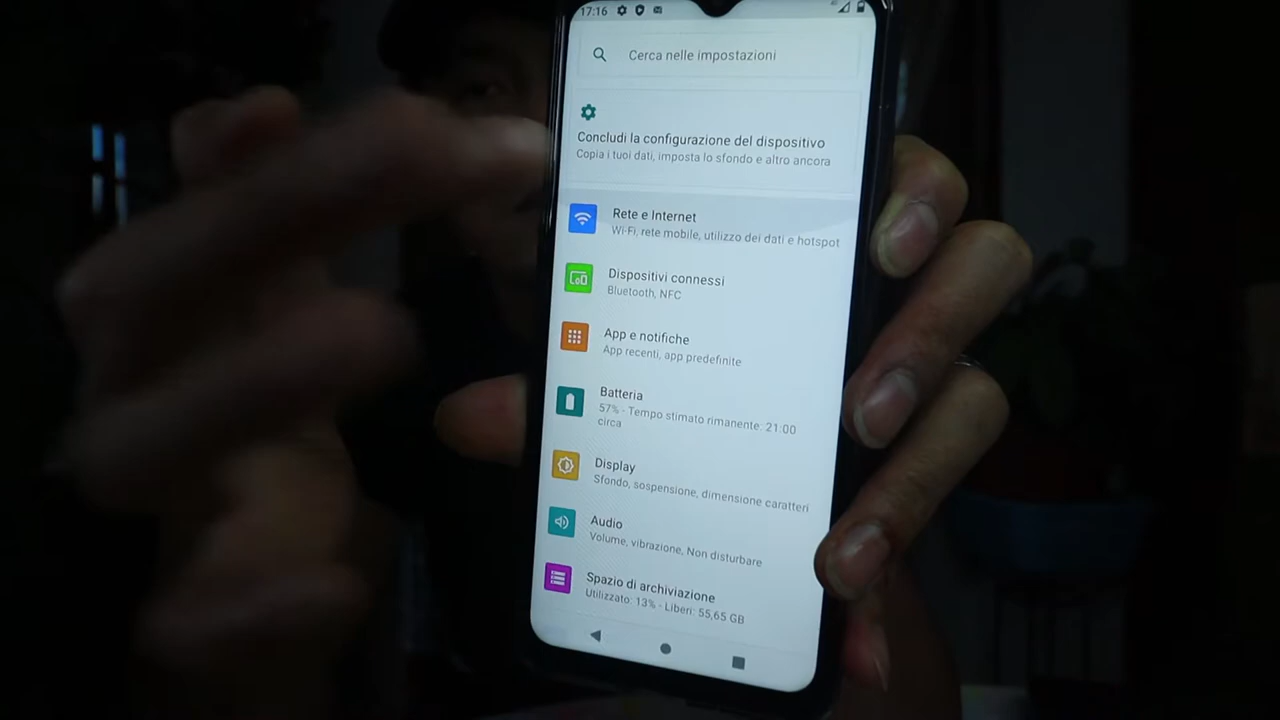 17:16
Cerca nelle impostazioni
Concludi la configurazione del dispositivo
Copia i tuoi dati, imposta lo sfondo e altro ancora
Rete e Internet
Wi-Fi, rete mobile, utilizzo dei dati e hotspot
Dispositivi connessi
Bluetooth, NFC
App e notifiche
App recenti, app predefinite
Batteria
57% - Tempo stimato rimanente: 21:00
circa
Display
Sfondo, sospensione, dimensione caratteri
Audio
Volume, vibrazione, Non disturbare
Spazio di archiviazione
Utilizzato: 13% - Liberi: 55,65 GB